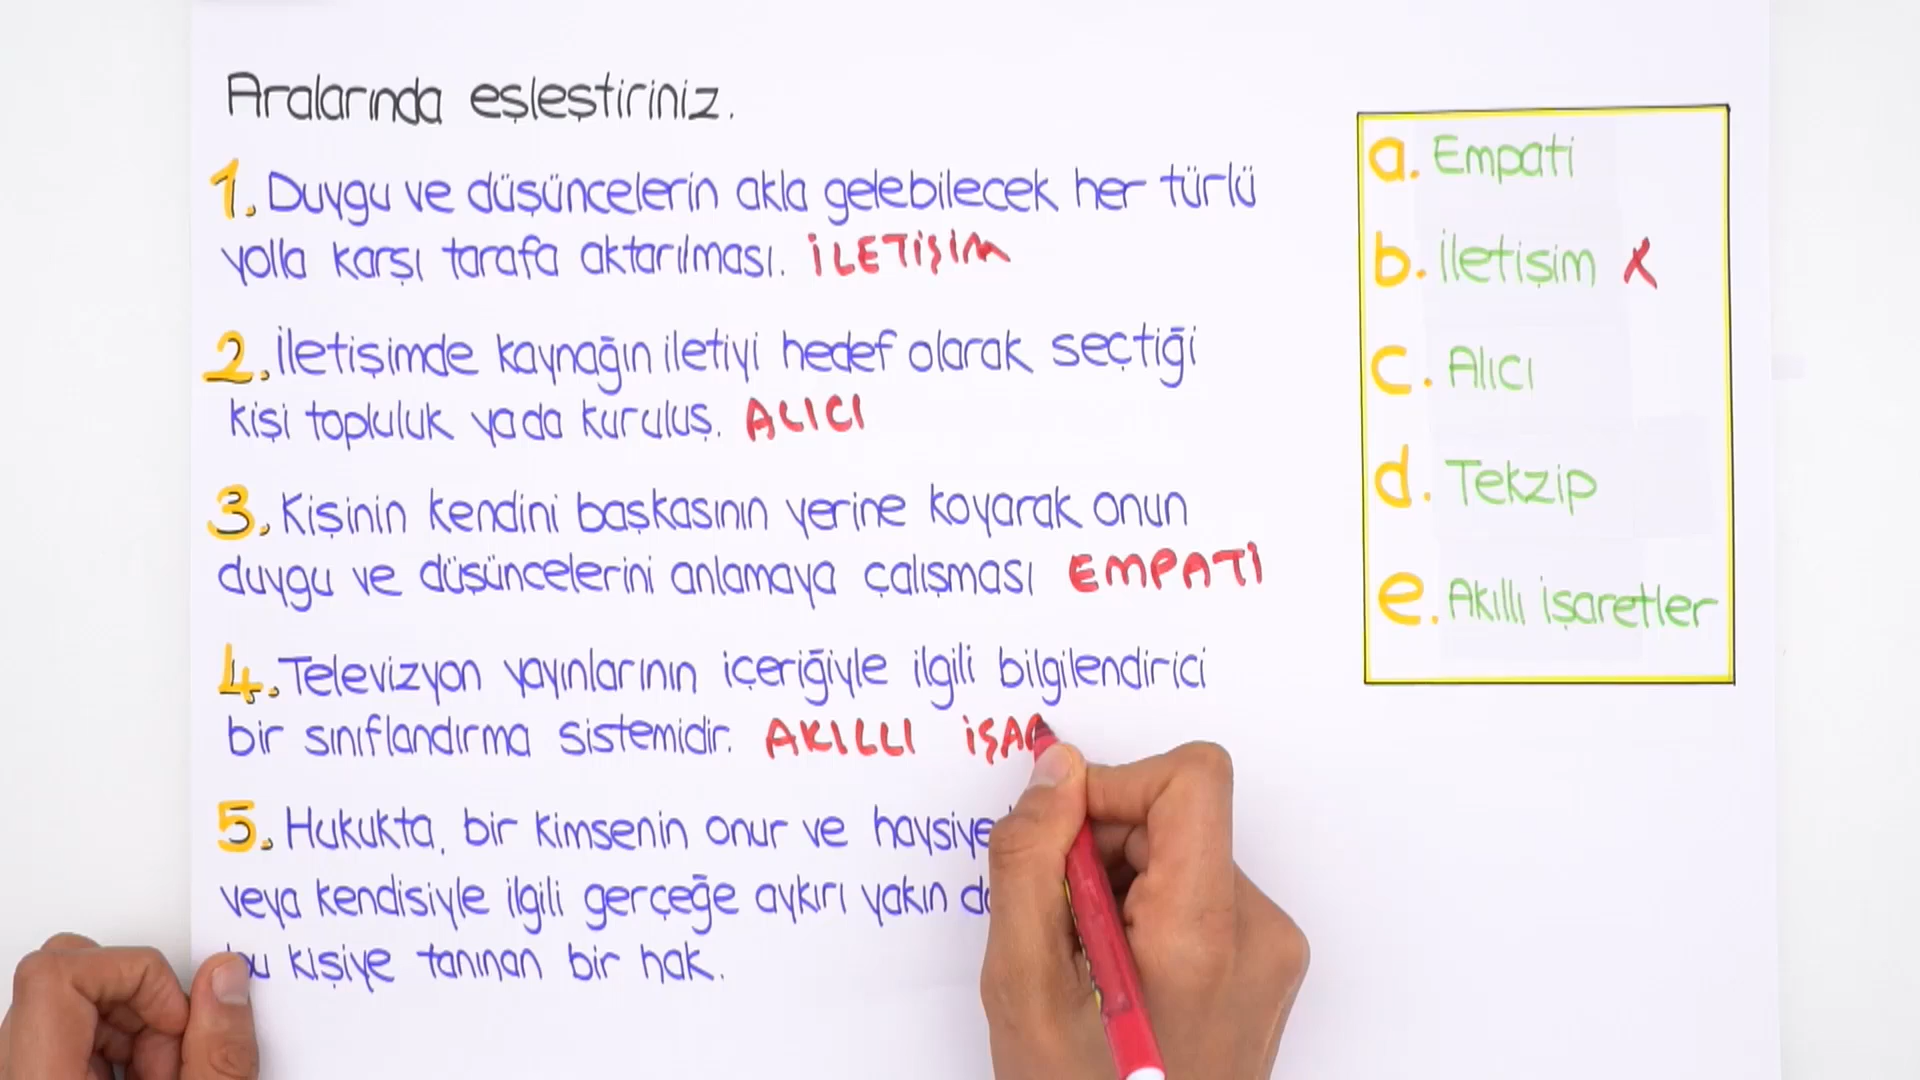 Aralarında eşleştiriniz.
1. Duygu ve düşüncelerin akla gelebilecek her türlü
yolla karşı tarafa aktarılması. İLETİŞİM
2. İletişimde kaynağın iletiyi hedef olarak seçtiği
kişi topluluk ya da kuruluş. ALICI
3. Kişinin kendini başkasının yerine koyarak onun
duygu ve düşüncelerini anlamaya çalışması EMPATİ
4. Televizyon yayınlarının içeriğiyle ilgili bilgilendirici
bir sınıflandırma sistemidir. AKILLI İŞA
5. Hukukta, bir kimsenin onur ve haysiye
veya kendisiyle ilgili gerçeğe aykırı yakın
bu kişiye tanınan bir hak.
a. Empati
b. İletişim x
c. Alıcı
d. Tekzip
e. Akıllı işaretler